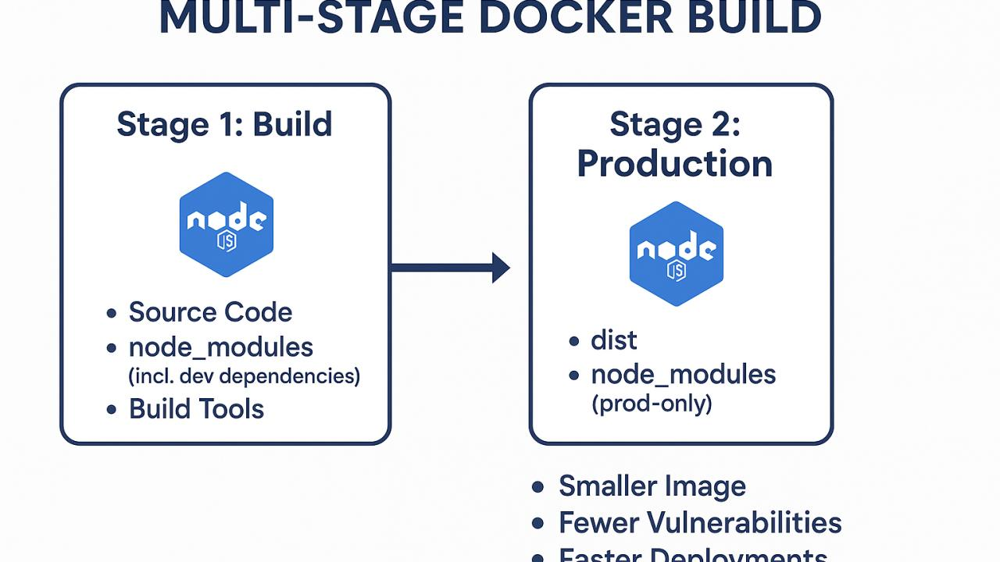 MULTI-STAGE DOCKER BUILD
Stage 1: Build
node
JS
• Source Code
• node_modules
(incl. dev dependencies)
• Build Tools
Stage 2:
Production
node
JS
• dist
• node_modules
(prod-only)
• Smaller Image
• Fewer Vulnerabilities
• Faster Deployments